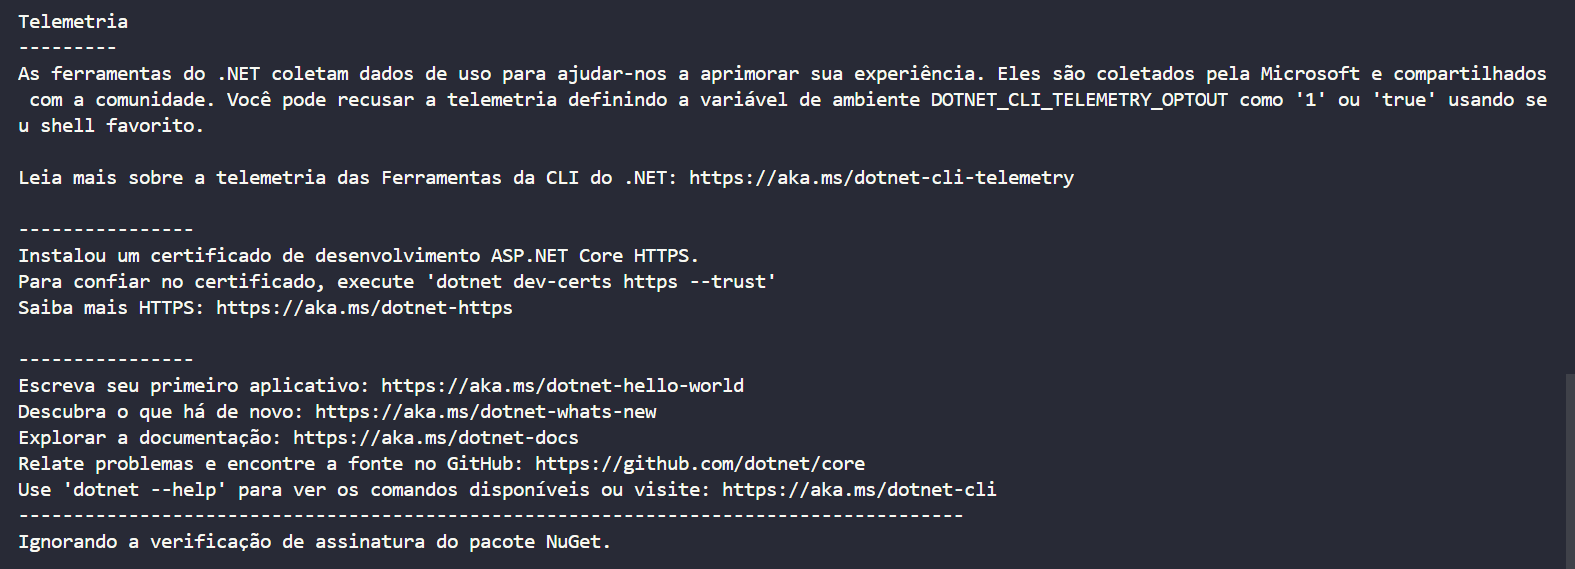 Telemetria
---------
As ferramentas do .NET coletam dados de uso para ajudar-nos a aprimorar sua experiência. Eles são coletados pela Microsoft e compartilhados
 com a comunidade. Você pode recusar a telemetria definindo a variável de ambiente DOTNET_CLI_TELEMETRY_OPTOUT como '1' ou 'true' usando se
u shell favorito.

Leia mais sobre a telemetria das Ferramentas da CLI do .NET: https://aka.ms/dotnet-cli-telemetry

----------------
Instalou um certificado de desenvolvimento ASP.NET Core HTTPS.
Para confiar no certificado, execute 'dotnet dev-certs https --trust'
Saiba mais HTTPS: https://aka.ms/dotnet-https

----------------
Escreva seu primeiro aplicativo: https://aka.ms/dotnet-hello-world
Descubra o que há de novo: https://aka.ms/dotnet-whats-new
Explorar a documentação: https://aka.ms/dotnet-docs
Relate problemas e encontre a fonte no GitHub: https://github.com/dotnet/core
Use 'dotnet --help' para ver os comandos disponíveis ou visite: https://aka.ms/dotnet-cli
--------------------------------------------------------------------------------------
Ignorando a verificação de assinatura do pacote NuGet.